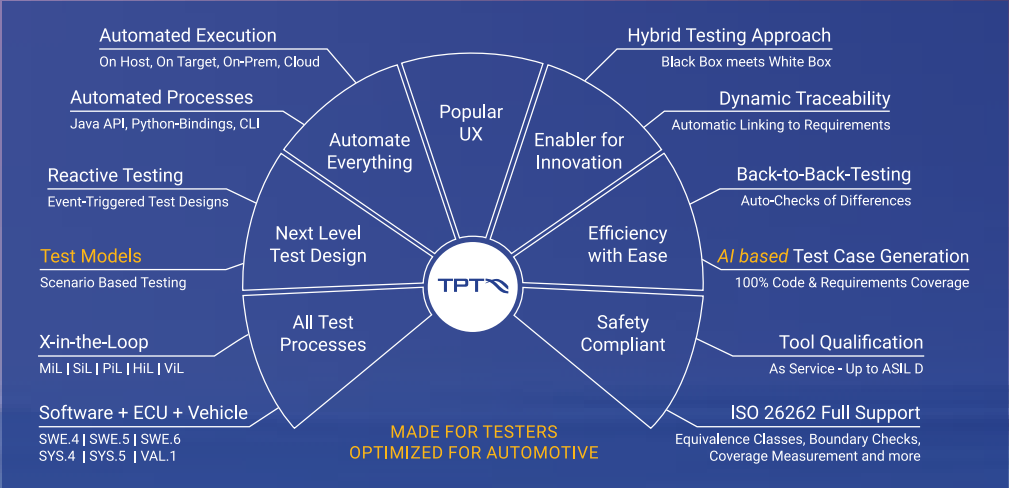 Automated Execution
On Host, On Target, On-Prem, Cloud
Automated Processes
Java API, Python-Bindings, CLI
Reactive Testing
Event-Triggered Test Designs
Test Models
Scenario Based Testing
X-in-the-Loop
MiL | SiL | PiL | HiL | ViL
Software + ECU + Vehicle
SWE.4 | SWE.5 | SWE.6
SYS.4 | SYS.5 | VAL.1
All Test
Processes
Next Level
Test Design
Automate
Everything
Popular
UX
Enabler for
Innovation
Efficiency
with Ease
Safety
Compliant
TPT
MADE FOR TESTERS
OPTIMIZED FOR AUTOMOTIVE
Hybrid Testing Approach
Black Box meets White Box
Dynamic Traceability
Automatic Linking to Requirements
Back-to-Back-Testing
Auto-Checks of Differences
AI based Test Case Generation
100% Code & Requirements Coverage
Tool Qualification
As Service - Up to ASIL D
ISO 26262 Full Support
Equivalence Classes, Boundary Checks,
Coverage Measurement and more